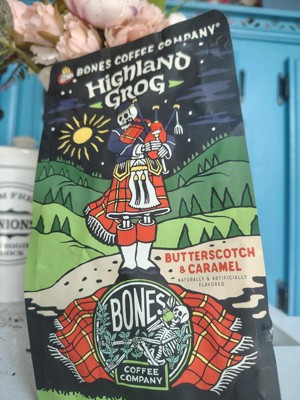 BONES COFFEE COMPANY®
HIGHLAND
GROG
BUTTERSCOTCH
& CARAMEL
NATURALLY & ARTIFICIALLY
FLAVORED
BONES
COFFEE
COMPANY